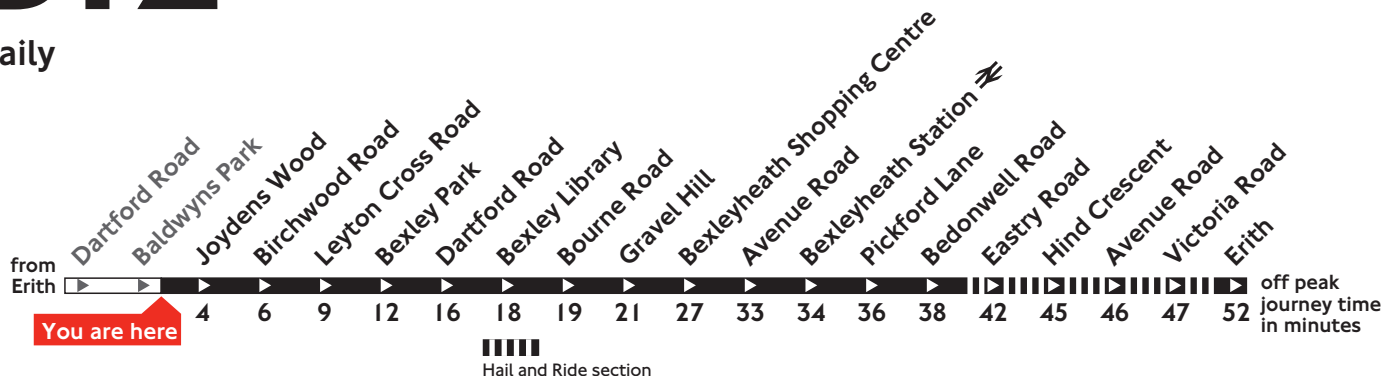 aily
Dartford Road
Baldwyns Park
Joydens Wood
Birchwood Road
Leyton Cross Road
Bexley Park
Dartford Road
Bexley Library
Bourne Road
Gravel Hill
Bexleyheath Shopping Centre
Avenue Road
Bexleyheath Station
Pickford Lane
Bedonwell Road
Eastry Road
Hind Crescent
Avenue Road
Victoria Road
Erith
from
Erith
You are here
4 6 9 12 16 18 19 21 27 33 34 36 38 42 45 46 47 52
off peak
journey time
in minutes
Hail and Ride section